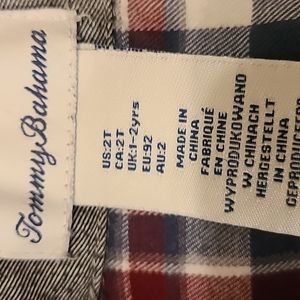 Tommy Bahama
US:2T
CA:2T
UK:1-2yrs
EU:92
AU:2
MADE IN
CHINA
FABRIQUÉ
EN CHINE
WYPRODUKOWANO
W CHINACH
HERGESTELLT
IN CHINA